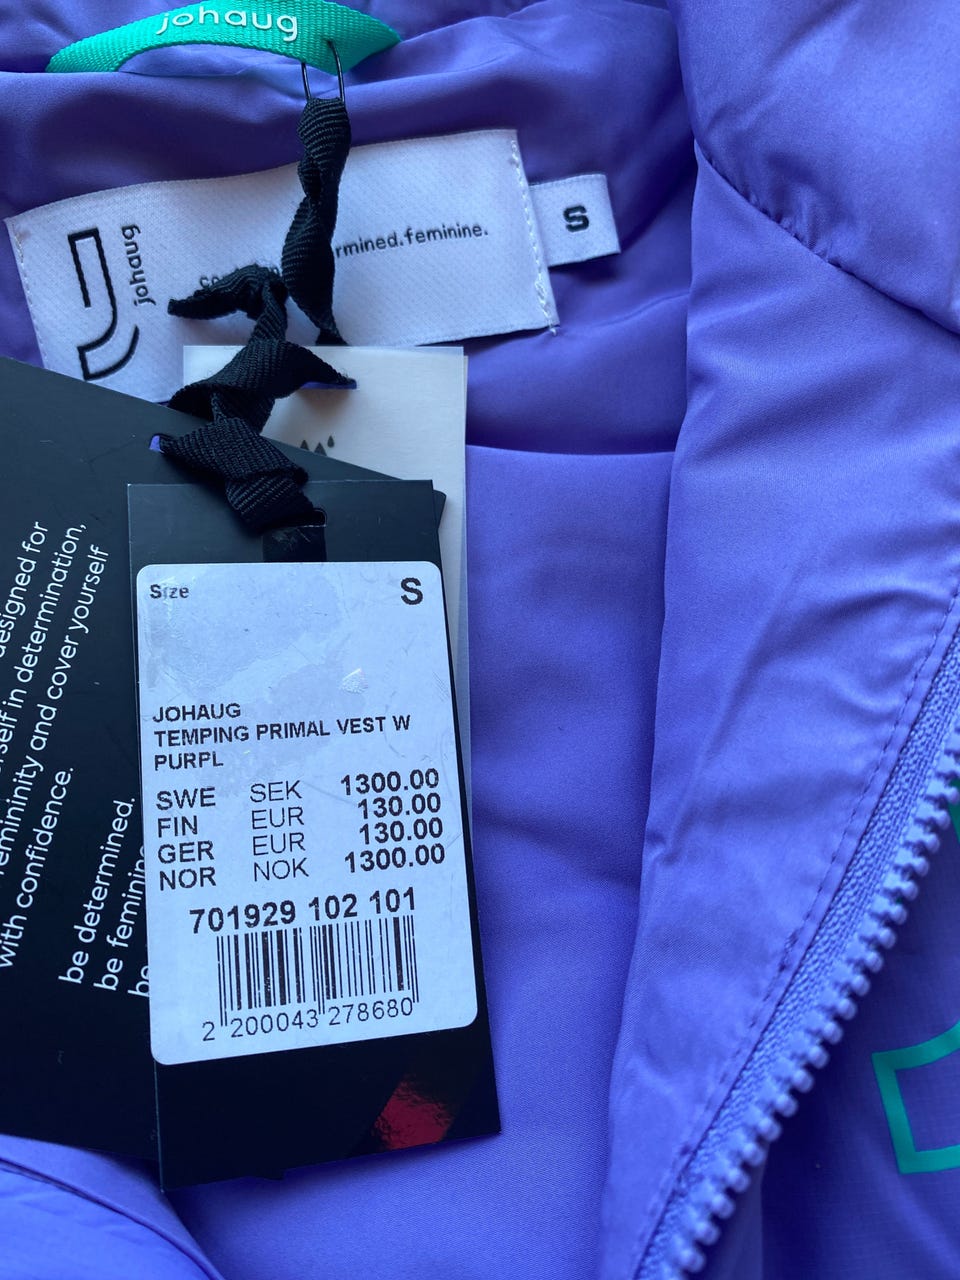 johaug
johaug
rmined.feminine.
S
designed for
in determination,
femininity and cover yourself
with confidence.
be determined.
be feminine
be
Size S
JOHAUG
TEMPING PRIMAL VEST W
PURPL
SWE SEK 1300.00
FIN EUR 130.00
GER EUR 130.00
NOR NOK 1300.00
701929 102 101
2 200043 278680